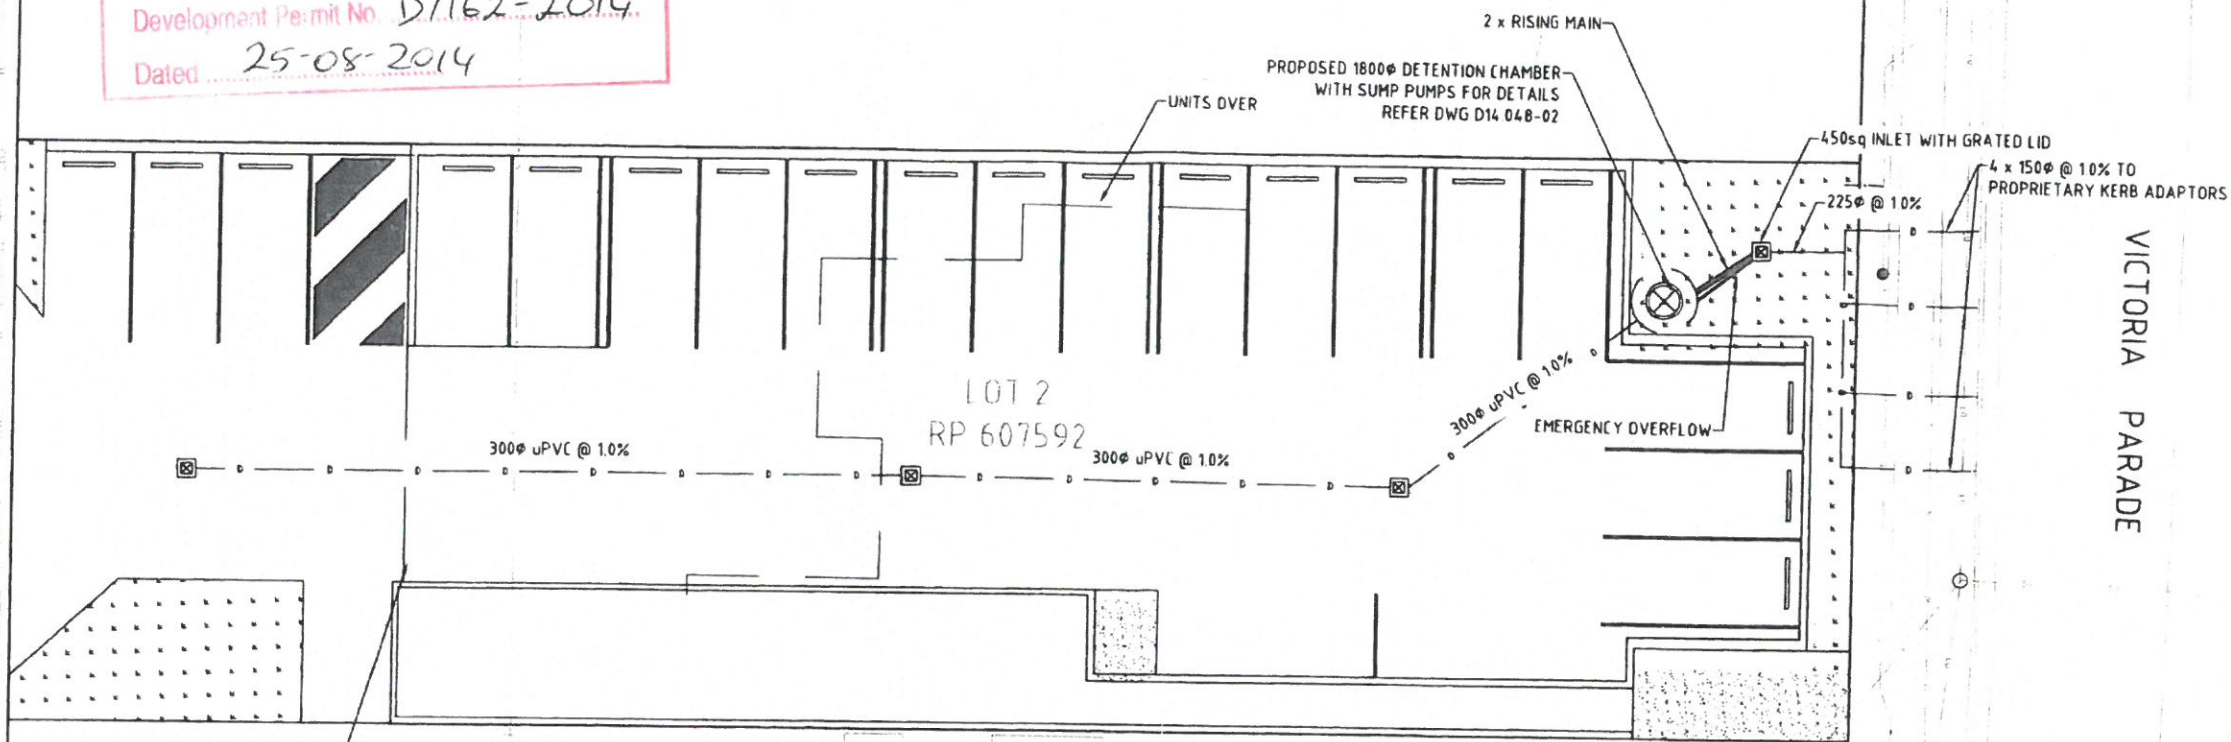 Development Permit No. D/162-2014
Dated 25-08-2014
2 x RISING MAIN
PROPOSED 1800ø DETENTION CHAMBER
WITH SUMP PUMPS FOR DETAILS
REFER DWG D14 048-02
UNITS OVER
450sq INLET WITH GRATED LID
4 x 150ø @ 1.0% TO
PROPRIETARY KERB ADAPTORS
225ø @ 1.0%
VICTORIA PARADE
LOT 2
RP 607592
300ø uPVC @ 1.0%
300ø uPVC @ 1.0%
300ø uPVC @ 1.0%
EMERGENCY OVERFLOW